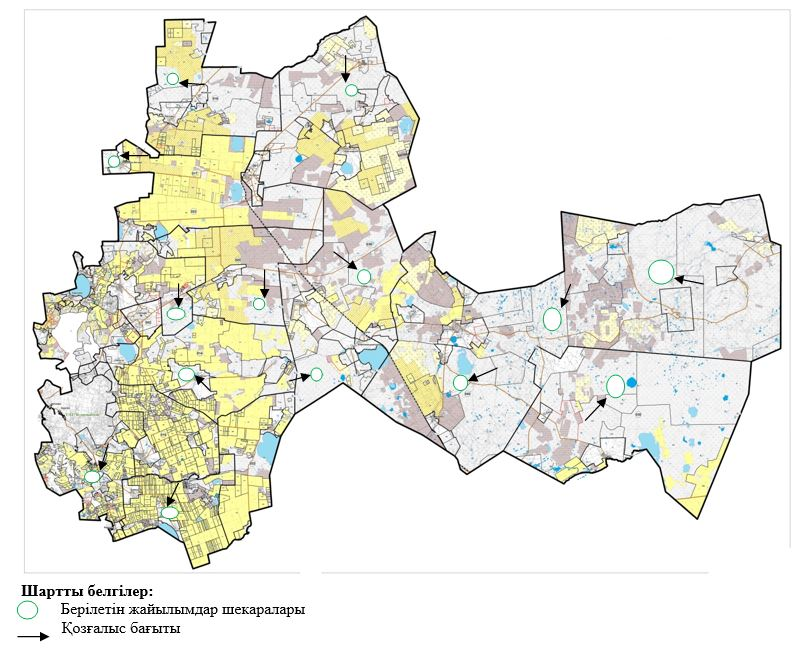 Шартты белгілер:
Берілетін жайылымдар шекаралары
Қозғалыс бағыты